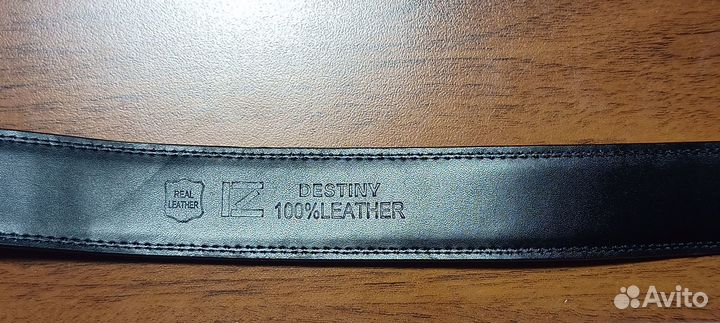 REAL
LEATHER
DESTINY
100%LEATHER
Avito